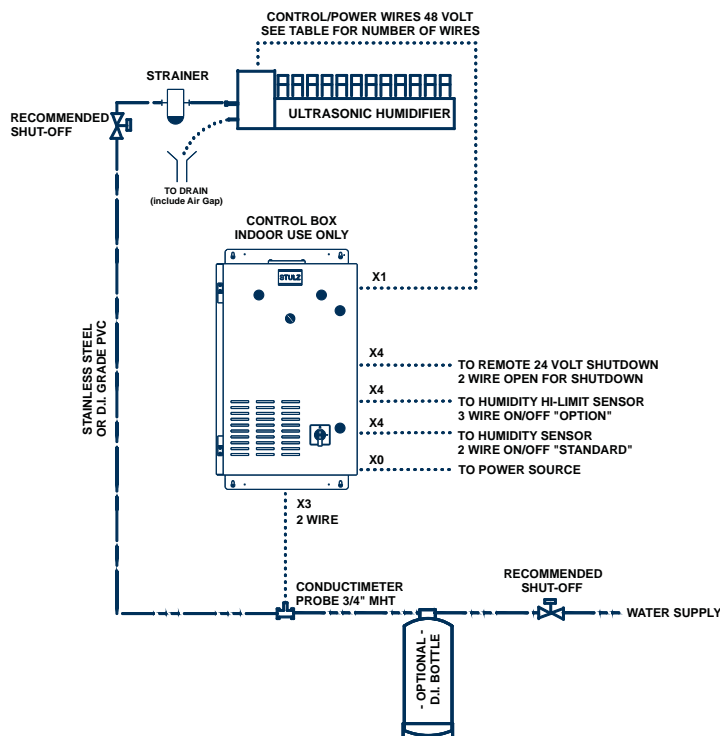 CONTROL/POWER WIRES 48 VOLT
SEE TABLE FOR NUMBER OF WIRES
STRAINER
RECOMMENDED
SHUT-OFF
ULTRASONIC HUMIDIFIER
TO DRAIN
(include Air Gap)
CONTROL BOX
INDOOR USE ONLY
STULZ
X1
STAINLESS STEEL
OR D.I. GRADE PVC
X4
TO REMOTE 24 VOLT SHUTDOWN
2 WIRE OPEN FOR SHUTDOWN
X4
TO HUMIDITY HI-LIMIT SENSOR
3 WIRE ON/OFF "OPTION"
X4
TO HUMIDITY SENSOR
2 WIRE ON/OFF "STANDARD"
X0
TO POWER SOURCE
X3
2 WIRE
CONDUCTIMETER
PROBE 3/4" MHT
RECOMMENDED
SHUT-OFF
WATER SUPPLY
- OPTIONAL -
D.I. BOTTLE